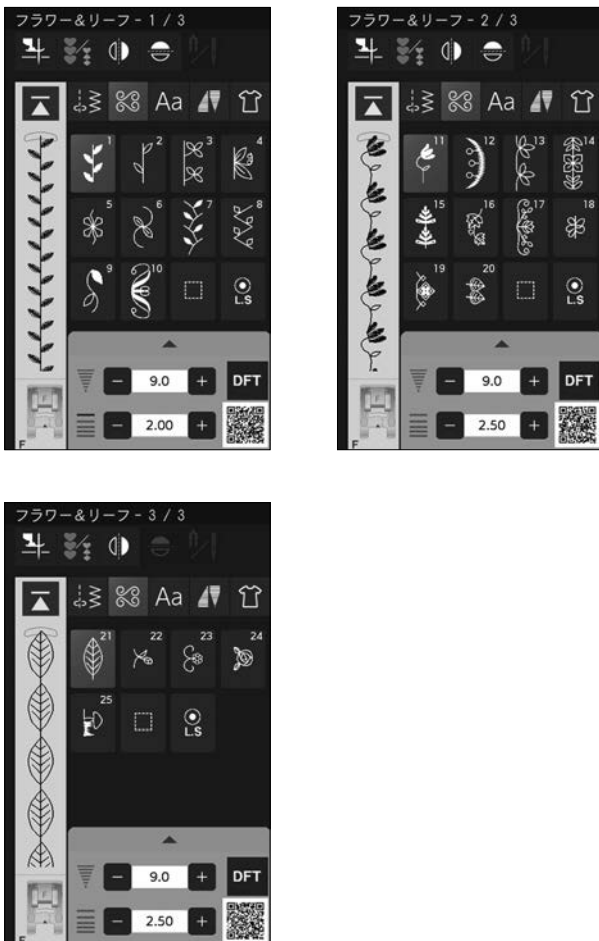 フラワー&リーフ - 1 / 3
Aa
1 2 3 4
5 6 7 8
9 10 L.S
− 9.0 + DFT
− 2.00 +
F
フラワー&リーフ - 2 / 3
Aa
11 12 13 14
15 16 17 18
19 20 L.S
− 9.0 + DFT
− 2.50 +
F
フラワー&リーフ - 3 / 3
Aa
21 22 23 24
25 L.S
− 9.0 + DFT
− 2.50 +
F